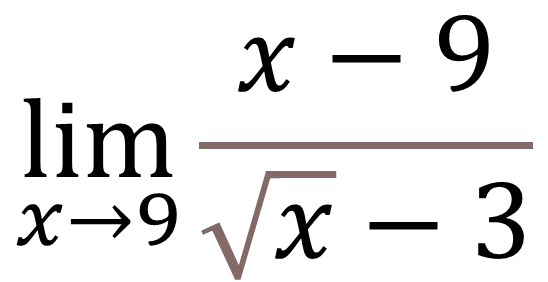 lim x→9 (x − 9)/(√x − 3)